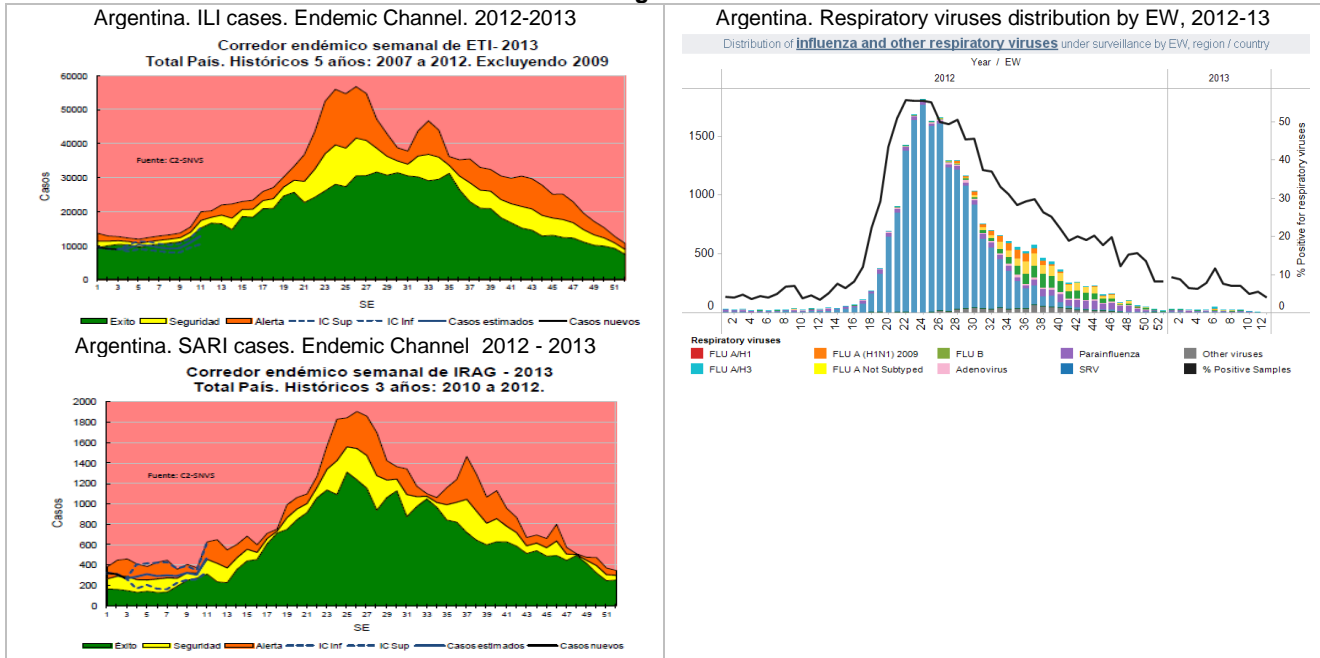 Argentina. ILI cases. Endemic Channel. 2012-2013
Corredor endémico semanal de ETI- 2013
Total País. Históricos 5 años: 2007 a 2012. Excluyendo 2009
60000
50000
40000
30000
20000
10000
0
Casos
Fuente: C2-SNVS
1 3 5 7 9 11 13 15 17 19 21 23 25 27 29 31 33 35 37 39 41 43 45 47 49 51
SE
Exito Seguridad Alerta IC Sup IC Inf Casos estimados Casos nuevos
Argentina. SARI cases. Endemic Channel 2012 - 2013
Corredor endémico semanal de IRAG - 2013
Total País. Históricos 3 años: 2010 a 2012.
2000
1800
1600
1400
1200
1000
800
600
400
200
0
Casos
Fuente: C2-SNVS
1 3 5 7 9 11 13 15 17 19 21 23 25 27 29 31 33 35 37 39 41 43 45 47 49 51
SE
Éxito Seguridad Alerta IC Inf IC Sup Casos estimados Casos nuevos
Argentina. Respiratory viruses distribution by EW, 2012-13
Distribution of influenza and other respiratory viruses under surveillance by EW, region / country
Year / EW
2012 2013
1500
1000
500
0
50
40
30
20
10
0
% Positive for respiratory viruses
2 4 6 8 10 12 14 16 18 20 22 24 26 28 30 32 34 36 38 40 42 44 46 48 50 52 2 4 6 8 10 12
Respiratory viruses
FLU A/H1 FLU A (H1N1) 2009 FLU B Parainfluenza Other viruses
FLU A/H3 FLU A Not Subtyped Adenovirus SRV % Positive Samples